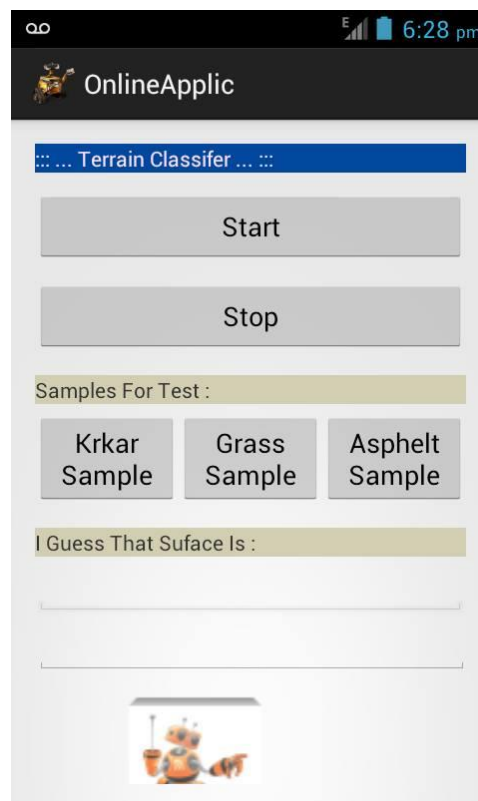 E 6:28 pm
OnlineApplic
::: ... Terrain Classifer ... :::
Start
Stop
Samples For Test :
Krkar Sample
Grass Sample
Asphelt Sample
I Guess That Suface Is :